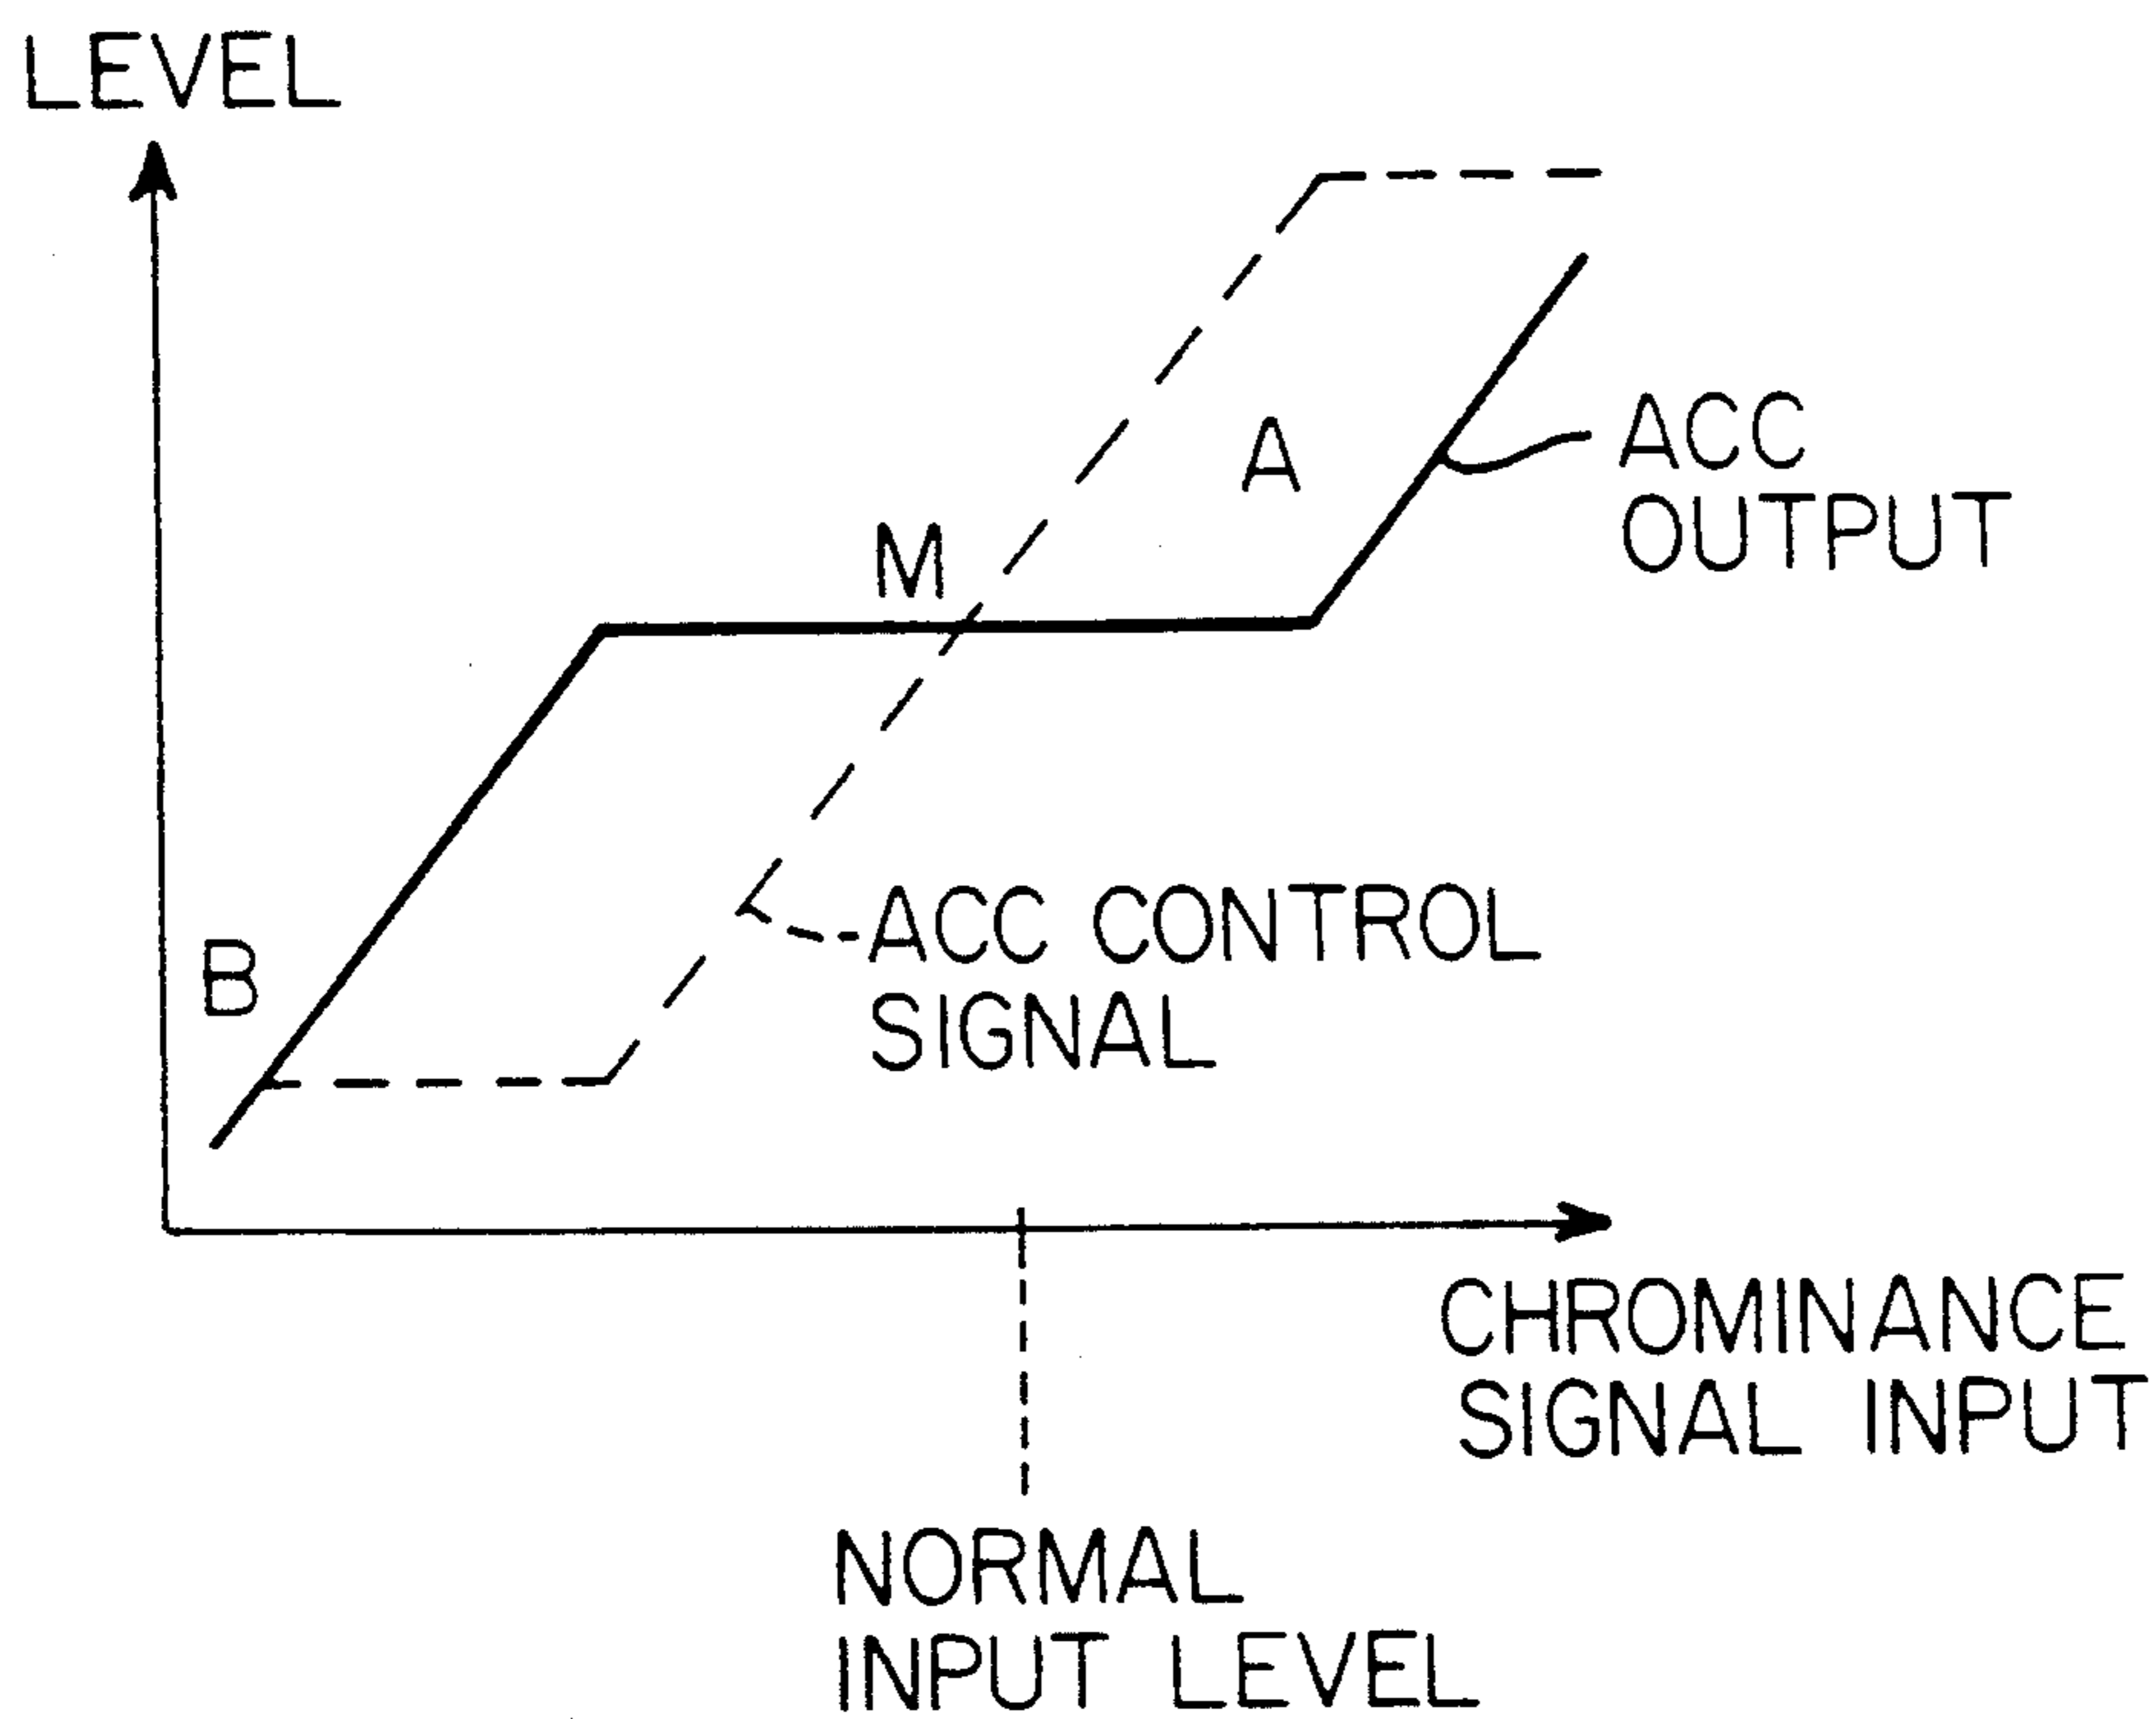 LEVEL
A
ACC
OUTPUT
M
B
ACC CONTROL
SIGNAL
CHROMINANCE
SIGNAL INPUT
NORMAL
INPUT LEVEL